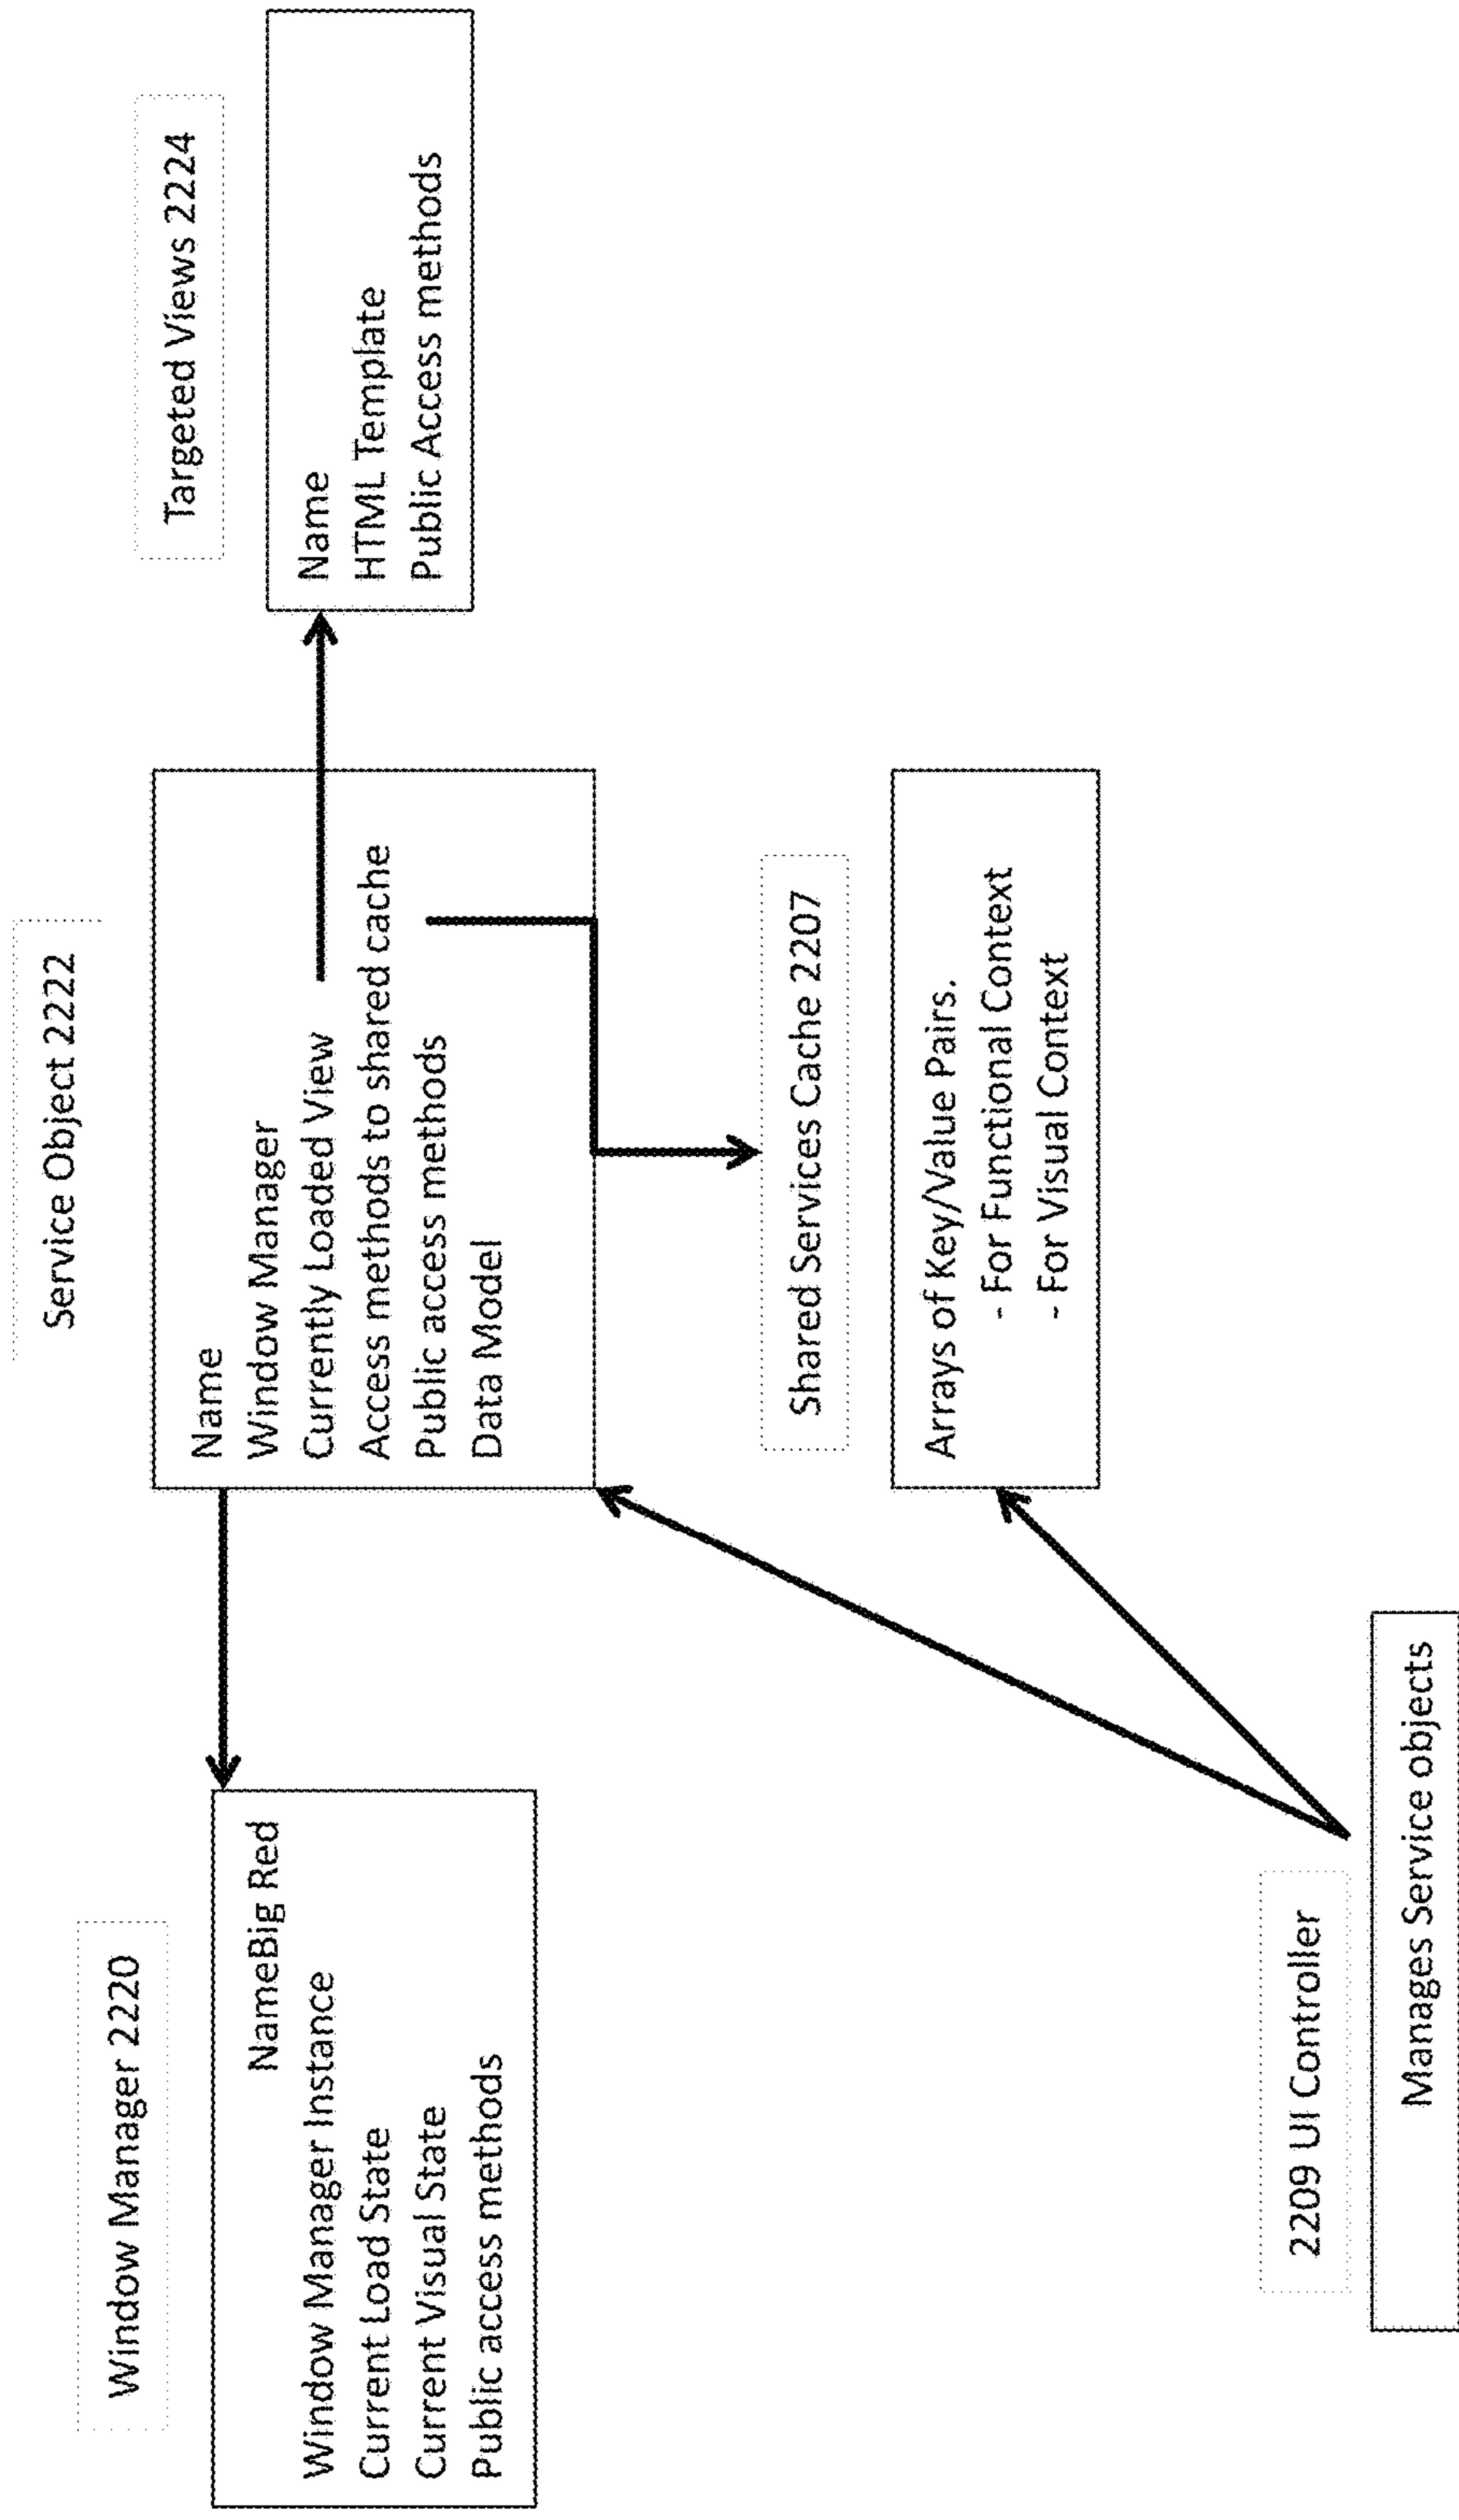 Window Manager 2220
NameBig Red
Window Manager Instance
Current Load State
Current Visual State
Public access methods
Service Object 2222
Name
Window Manager
Currently Loaded View
Access methods to shared cache
Public access methods
Data Model
Targeted Views 2224
Name
HTML Template
Public Access methods
Shared Services Cache 2207
Arrays of Key/Value Pairs.
- For Functional Context
- For Visual Context
2209 UI Controller
Manages Service objects